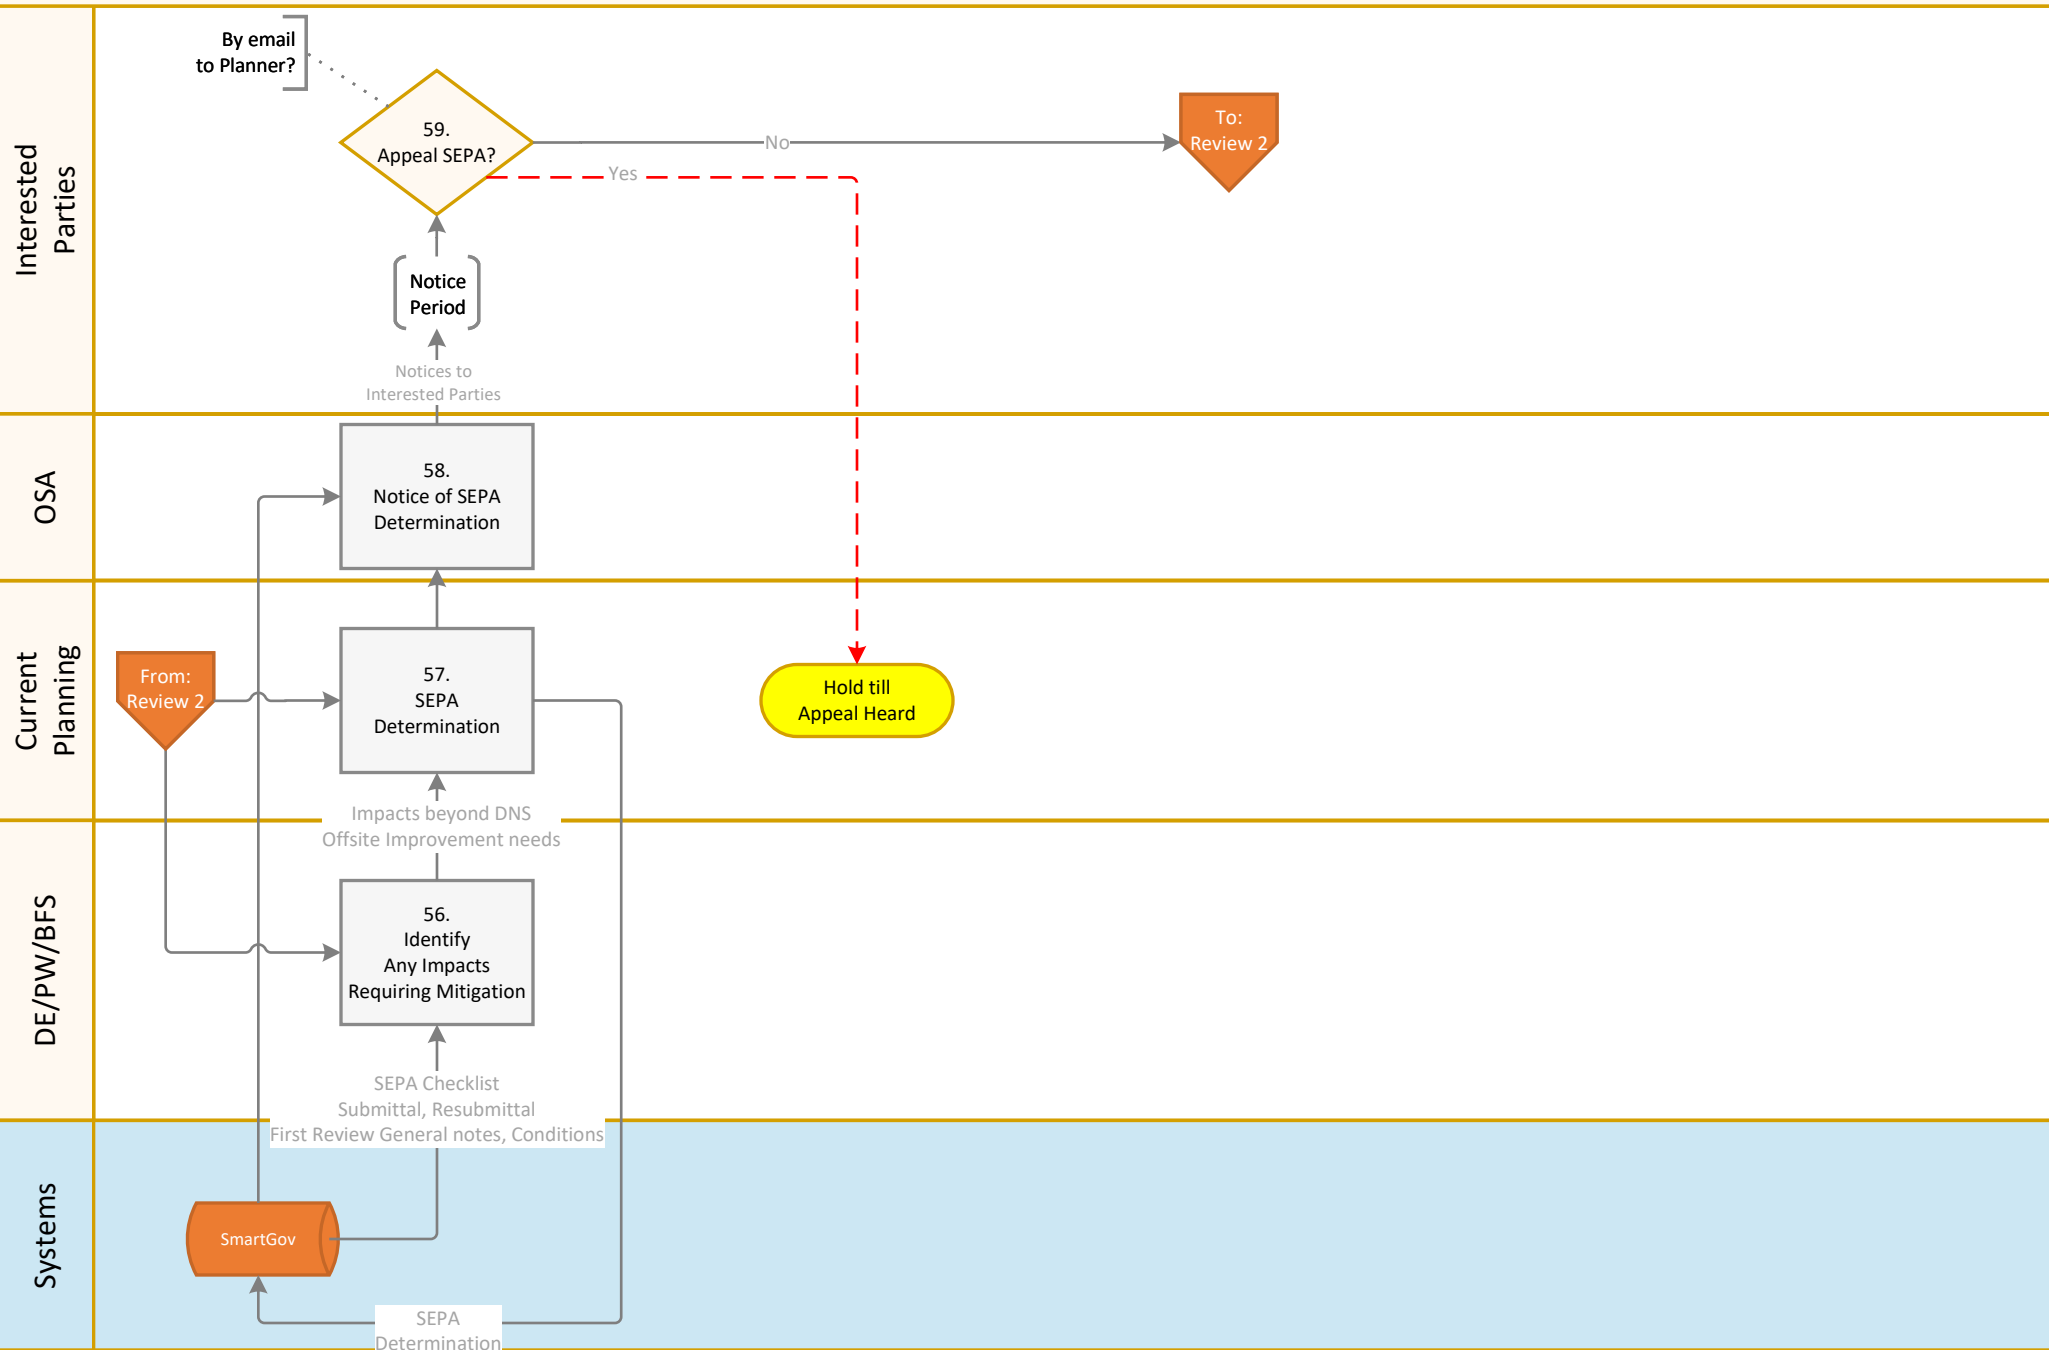 Interested
Parties
By email
to Planner?
59.
Appeal SEPA?
No
Yes
To:
Review 2
Notice
Period
Notices to
Interested Parties
OSA
58.
Notice of SEPA
Determination
Current
Planning
From:
Review 2
57.
SEPA
Determination
Hold till
Appeal Heard
Impacts beyond DNS
Offsite Improvement needs
DE/PW/BFS
56.
Identify
Any Impacts
Requiring Mitigation
SEPA Checklist
Submittal, Resubmittal
First Review General notes, Conditions
Systems
SmartGov
SEPA
Determination